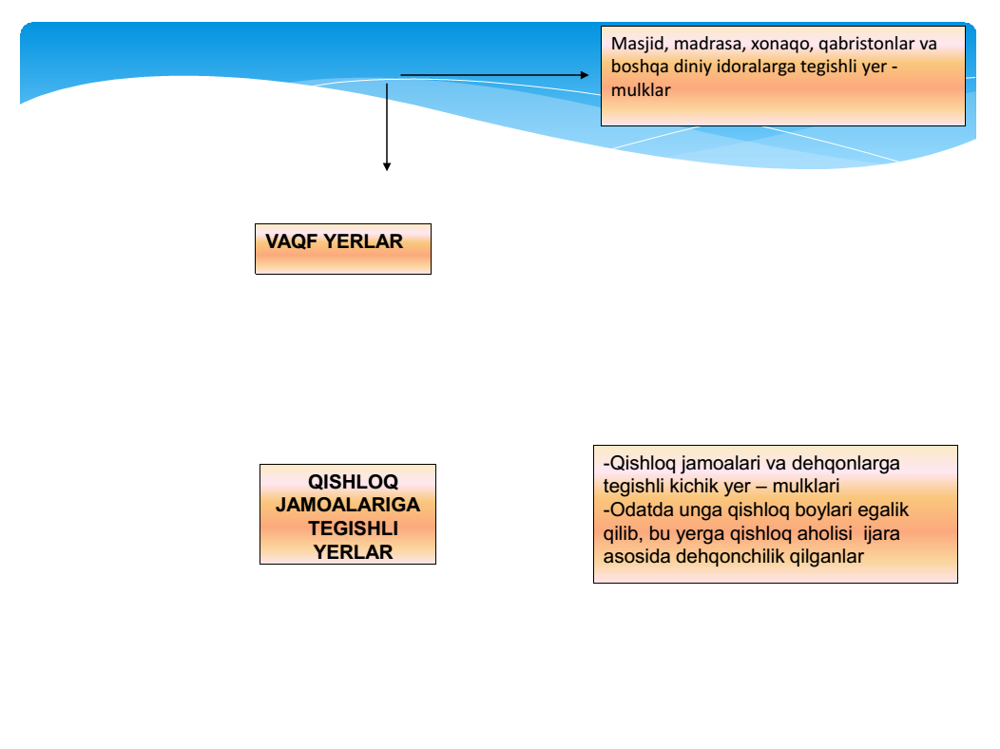 Masjid, madrasa, xonaqo, qabristonlar va
boshqa diniy idoralarga tegishli yer -
mulklar
VAQF YERLAR
QISHLOQ
JAMOALARIGA
TEGISHLI
YERLAR
-Qishloq jamoalari va dehqonlarga
tegishli kichik yer – mulklari
-Odatda unga qishloq boylari egalik
qilib, bu yerga qishloq aholisi  ijara
asosida dehqonchilik qilganlar